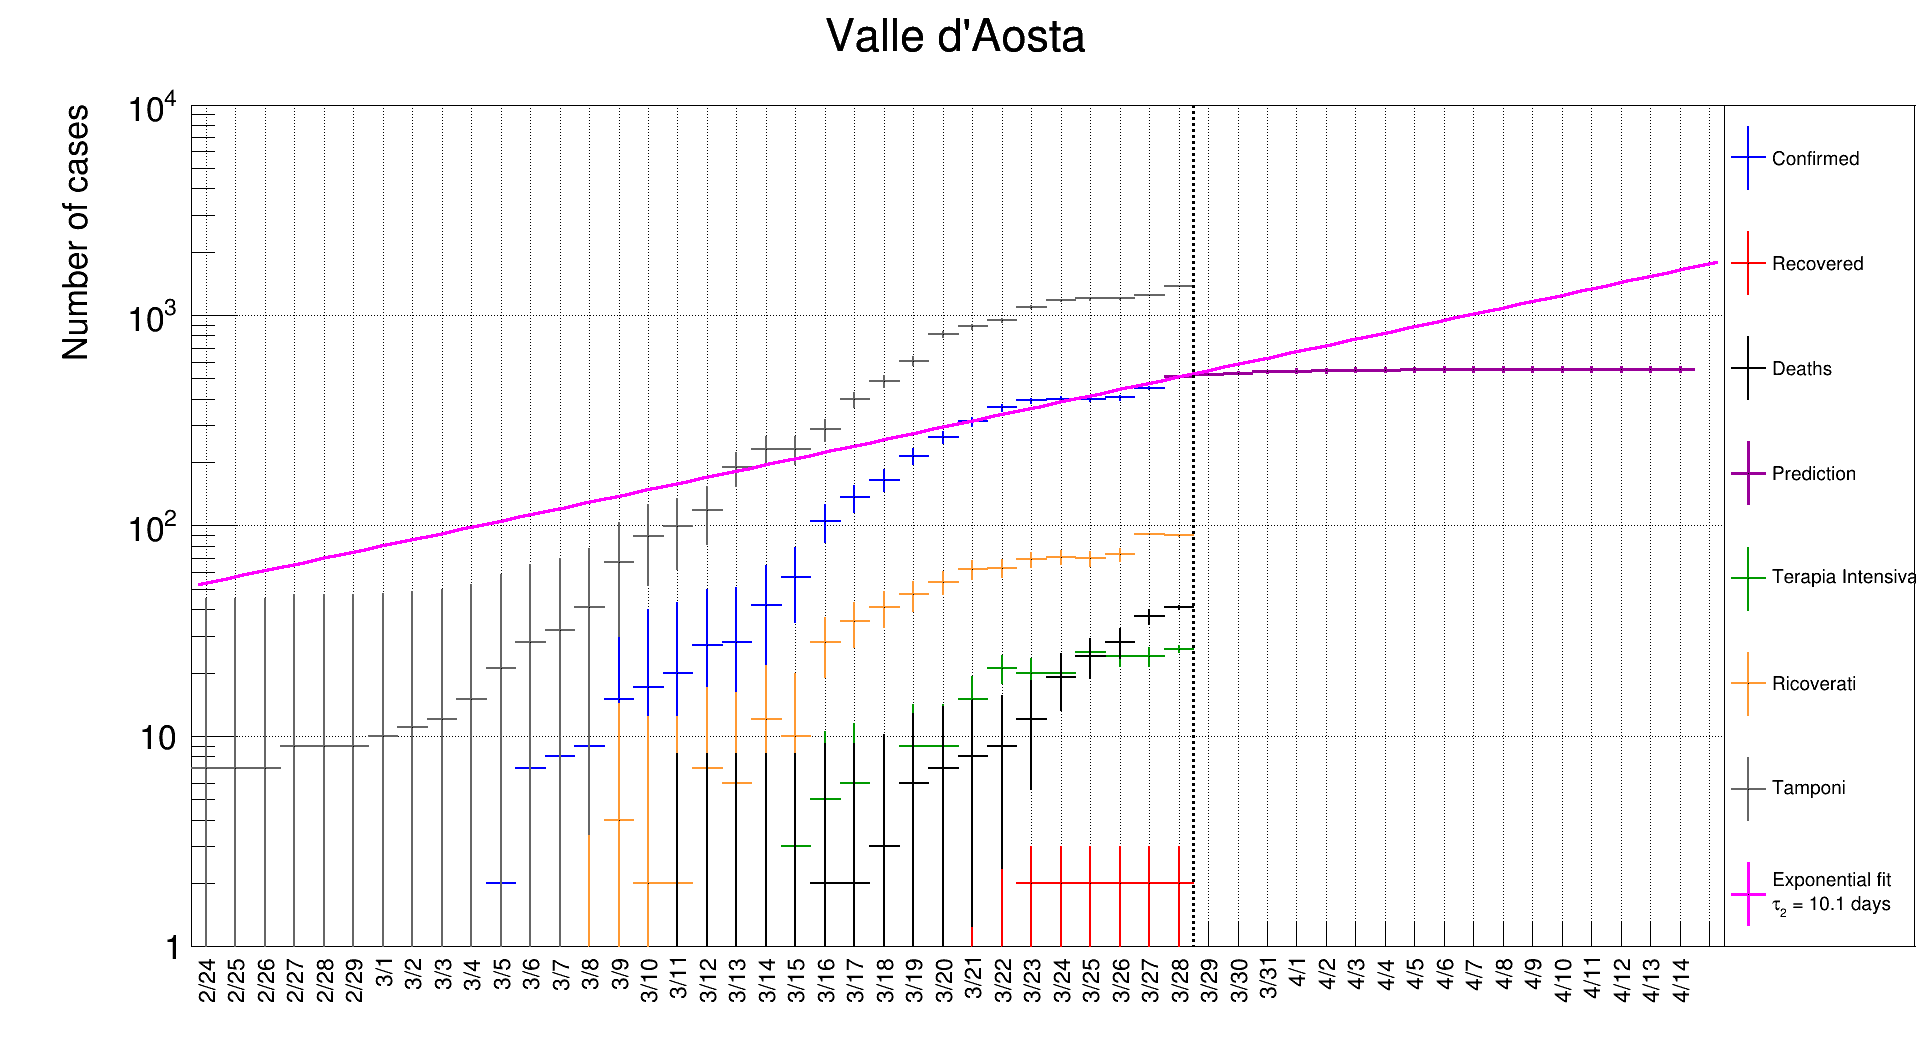 Valle d'Aosta
Number of cases
10⁴
10³
10²
10
1
2/24 2/25 2/26 2/27 2/28 2/29 3/1 3/2 3/3 3/4 3/5 3/6 3/7 3/8 3/9 3/10 3/11 3/12 3/13 3/14 3/15 3/16 3/17 3/18 3/19 3/20 3/21 3/22 3/23 3/24 3/25 3/26 3/27 3/28 3/29 3/30 3/31 4/1 4/2 4/3 4/4 4/5 4/6 4/7 4/8 4/9 4/10 4/11 4/12 4/13 4/14
Confirmed
Recovered
Deaths
Prediction
Terapia Intensiva
Ricoverati
Tamponi
Exponential fit
τ₂ = 10.1 days